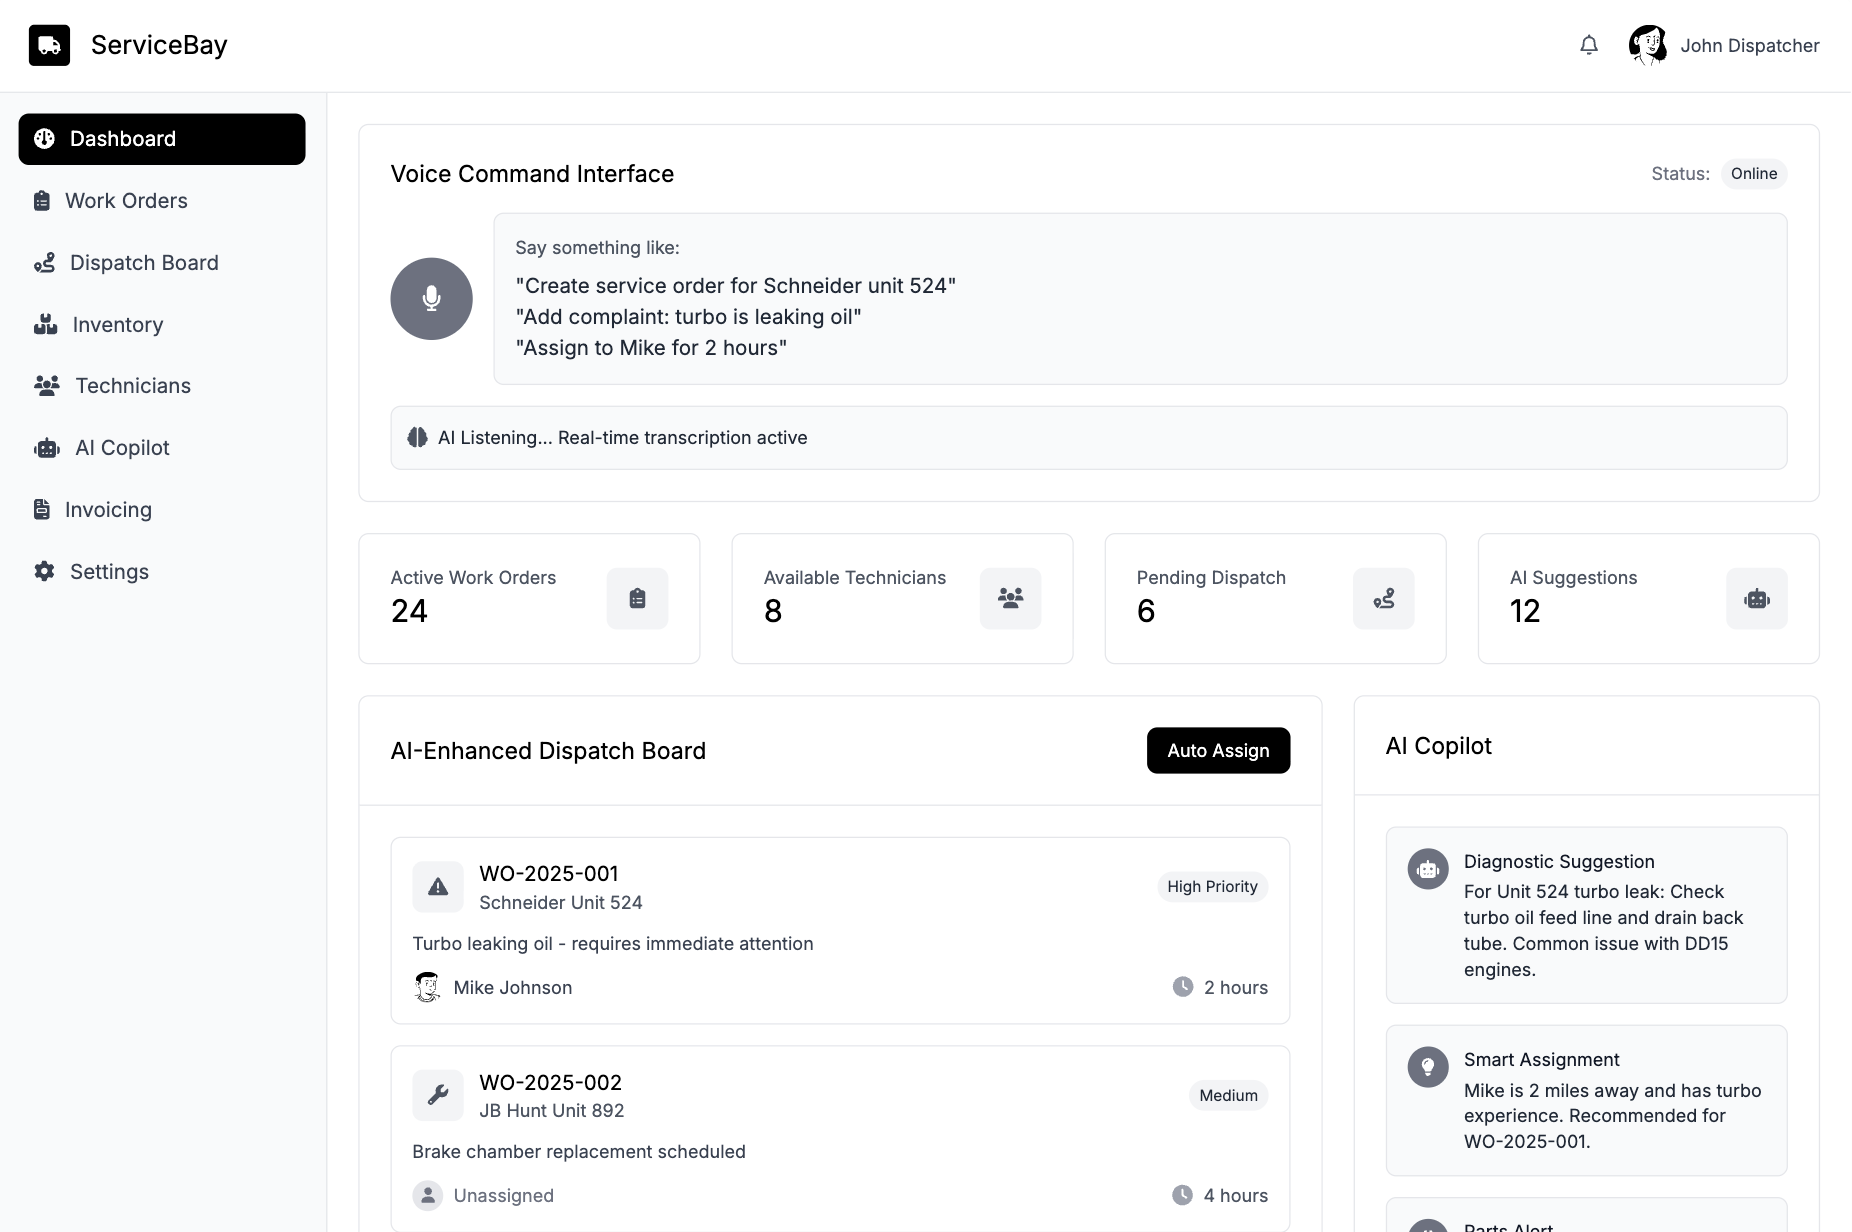 ServiceBay
John Dispatcher
Dashboard
Work Orders
Dispatch Board
Inventory
Technicians
AI Copilot
Invoicing
Settings
Voice Command Interface
Status: Online
Say something like:
"Create service order for Schneider unit 524"
"Add complaint: turbo is leaking oil"
"Assign to Mike for 2 hours"
AI Listening... Real-time transcription active
Active Work Orders
24
Available Technicians
8
Pending Dispatch
6
AI Suggestions
12
AI-Enhanced Dispatch Board
Auto Assign
WO-2025-001
Schneider Unit 524
High Priority
Turbo leaking oil - requires immediate attention
Mike Johnson
2 hours
WO-2025-002
JB Hunt Unit 892
Medium
Brake chamber replacement scheduled
Unassigned
4 hours
AI Copilot
Diagnostic Suggestion
For Unit 524 turbo leak: Check
turbo oil feed line and drain back
tube. Common issue with DD15
engines.
Smart Assignment
Mike is 2 miles away and has turbo
experience. Recommended for
WO-2025-001.
Parts Alert